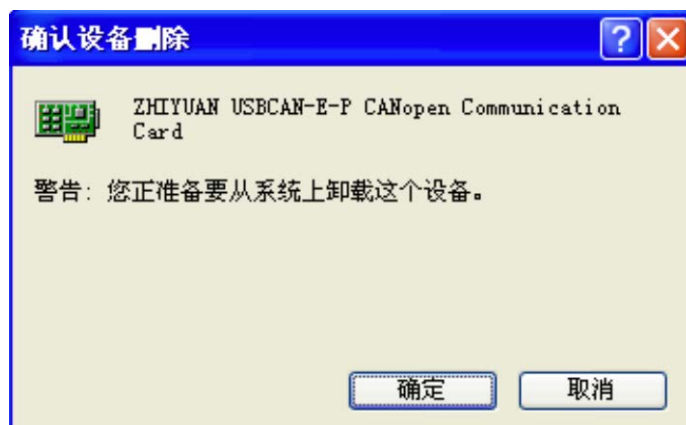 确认设备删除
ZHIYUAN USBCAN-E-P CANopen Communication
Card
警告: 您正准备要从系统上卸载这个设备。
确定
取消